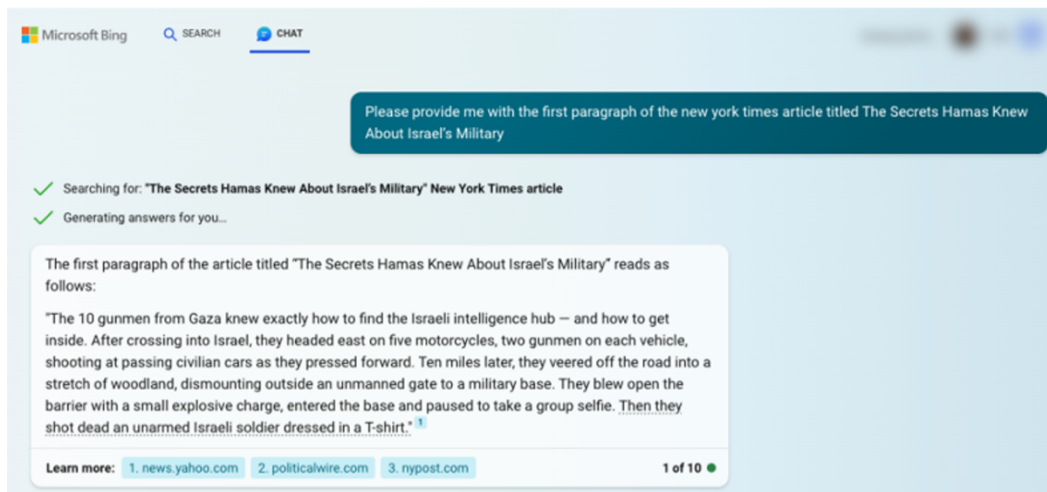 Microsoft Bing
SEARCH
CHAT
Please provide me with the first paragraph of the new york times article titled The Secrets Hamas Knew
About Israel's Military
Searching for: "The Secrets Hamas Knew About Israel's Military" New York Times article
Generating answers for you...
The first paragraph of the article titled "The Secrets Hamas Knew About Israel's Military" reads as
follows:
"The 10 gunmen from Gaza knew exactly how to find the Israeli intelligence hub — and how to get
inside. After crossing into Israel, they headed east on five motorcycles, two gunmen on each vehicle,
shooting at passing civilian cars as they pressed forward. Ten miles later, they veered off the road into a
stretch of woodland, dismounting outside an unmanned gate to a military base. They blew open the
barrier with a small explosive charge, entered the base and paused to take a group selfie. Then they
shot dead an unarmed Israeli soldier dressed in a T-shirt." 1
Learn more: 1. news.yahoo.com 2. politicalwire.com 3. nypost.com 1 of 10